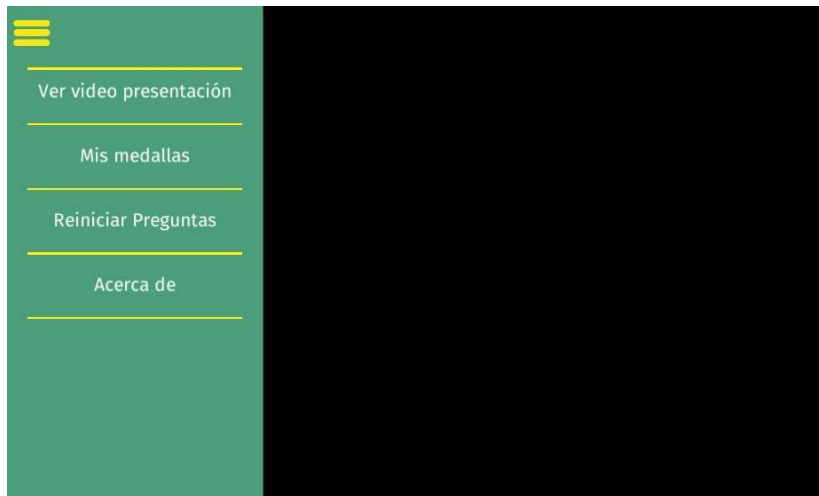 Ver video presentación
Mis medallas
Reiniciar Preguntas
Acerca de